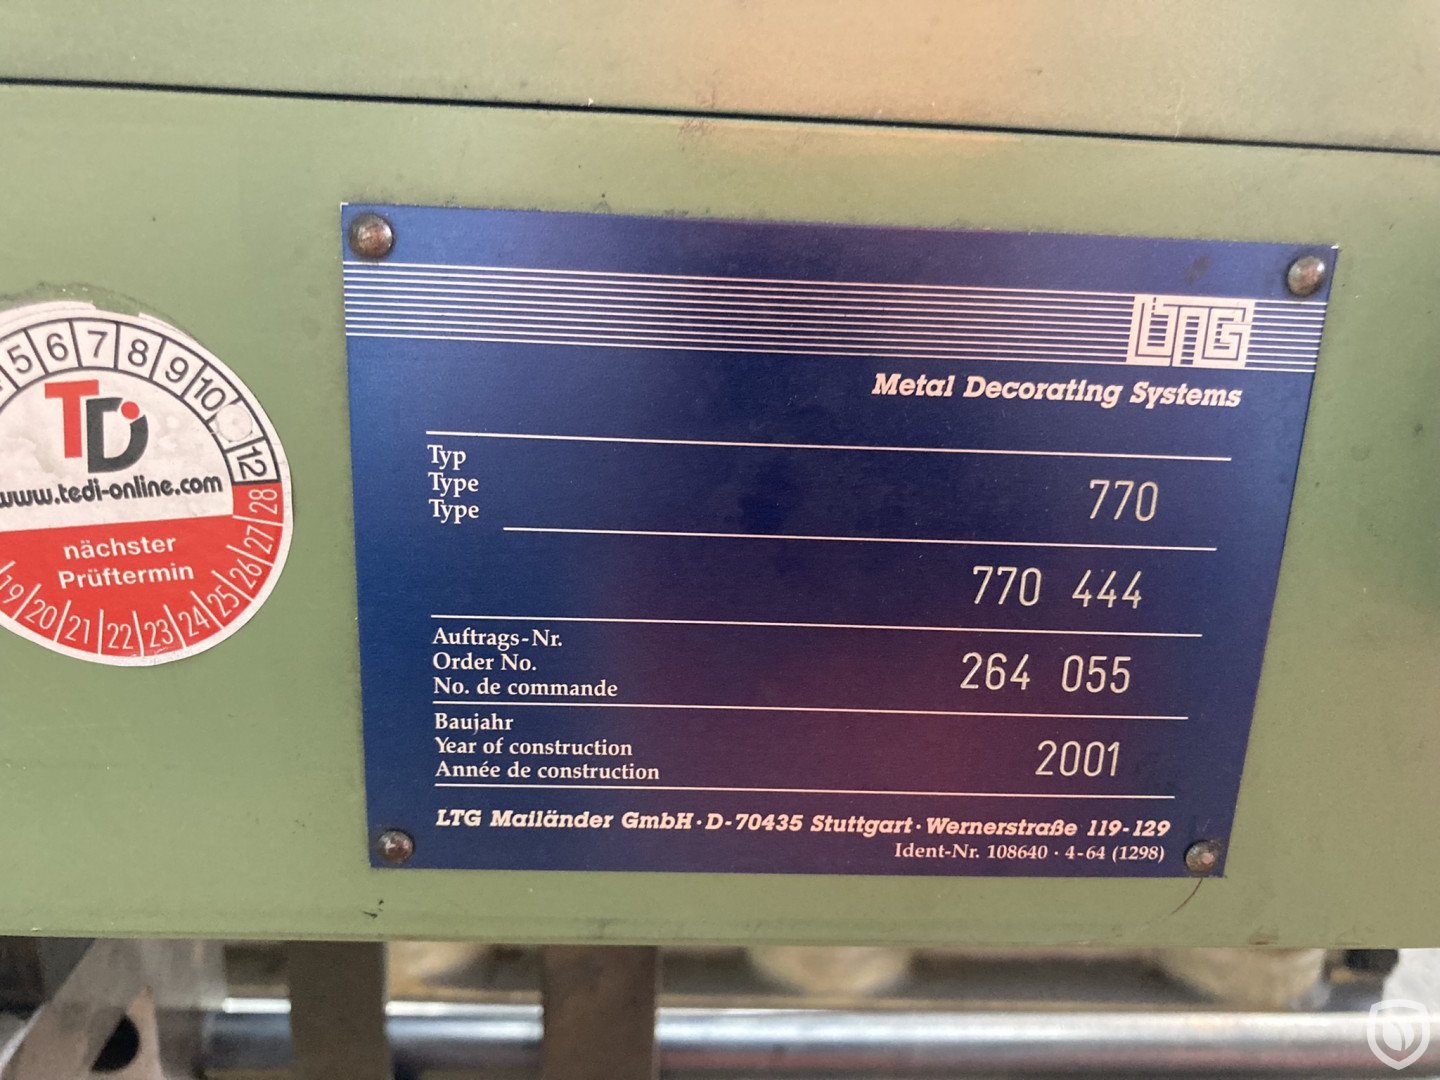 5 6 7 8 9 10 12
TDi
www.tedi-online.com
nächster
Prüftermin
19 20 21 22 23 24 25 26 27 28
LTG
Metal Decorating Systems
Typ
Type
Type
770
770 444
Auftrags-Nr.
Order No.
No. de commande
264 055
Baujahr
Year of construction
Année de construction
2001
LTG Mailänder GmbH · D-70435 Stuttgart · Wernerstraße 119-129
Ident-Nr. 108640 · 4-64 (1298)